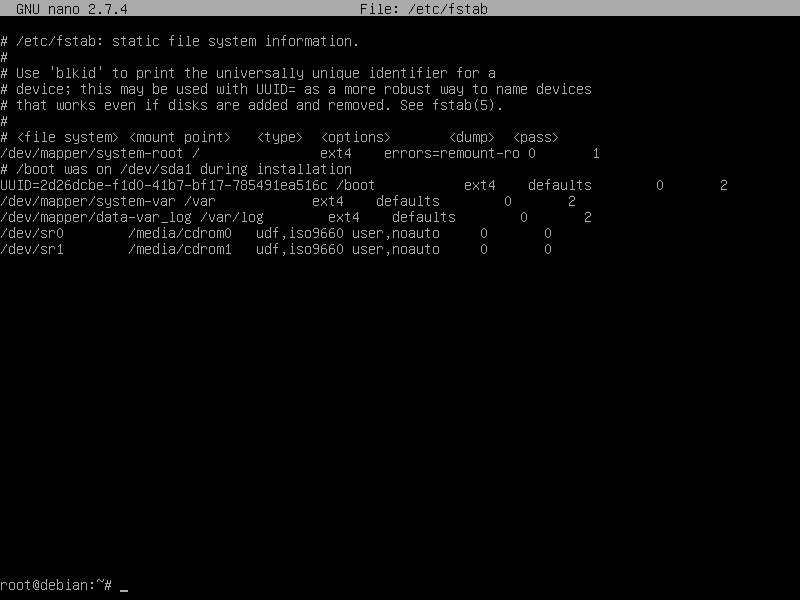 GNU nano 2.7.4 File: /etc/fstab
# /etc/fstab: static file system information.
#
# Use 'blkid' to print the universally unique identifier for a
# device; this may be used with UUID= as a more robust way to name devices
# that works even if disks are added and removed. See fstab(5).
#
# <file system> <mount point> <type> <options> <dump> <pass>
/dev/mapper/system-root / ext4 errors=remount-ro 0 1
# /boot was on /dev/sda1 during installation
UUID=2d26dcbe-f1d0-41b7-bf17-785491ea516c /boot ext4 defaults 0 2
/dev/mapper/system-var /var ext4 defaults 0 2
/dev/mapper/data-var_log /var/log ext4 defaults 0 2
/dev/sr0 /media/cdrom0 udf,iso9660 user,noauto 0 0
/dev/sr1 /media/cdrom1 udf,iso9660 user,noauto 0 0
root@debian:~# _